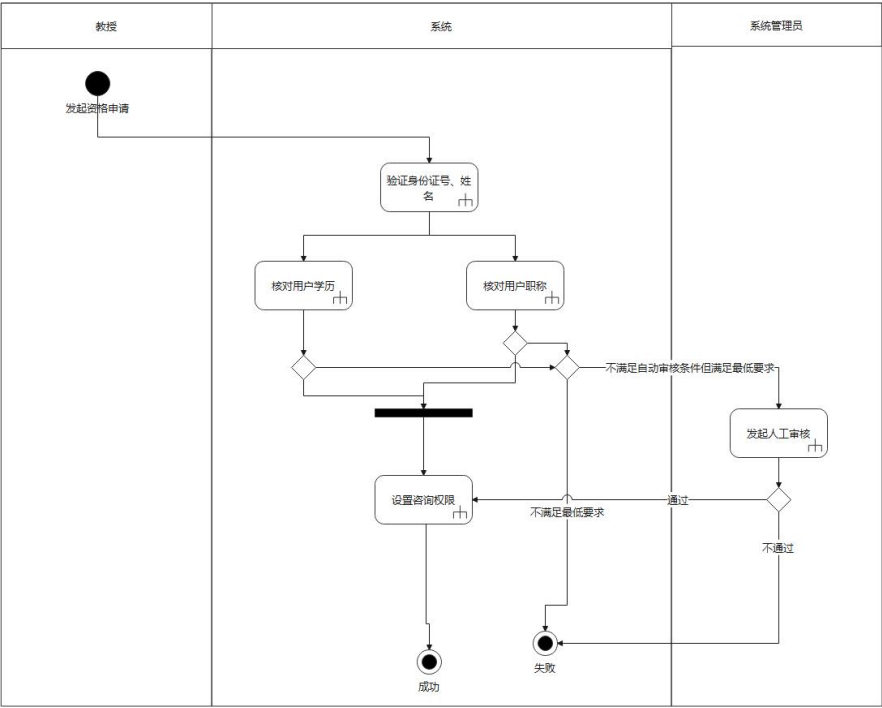 教授
系统
系统管理员
发起资格申请
验证身份证号、姓
名
核对用户学历
核对用户职称
不满足自动审核条件但满足最低要求
发起人工审核
设置咨询权限
通过
不满足最低要求
不通过
失败
成功